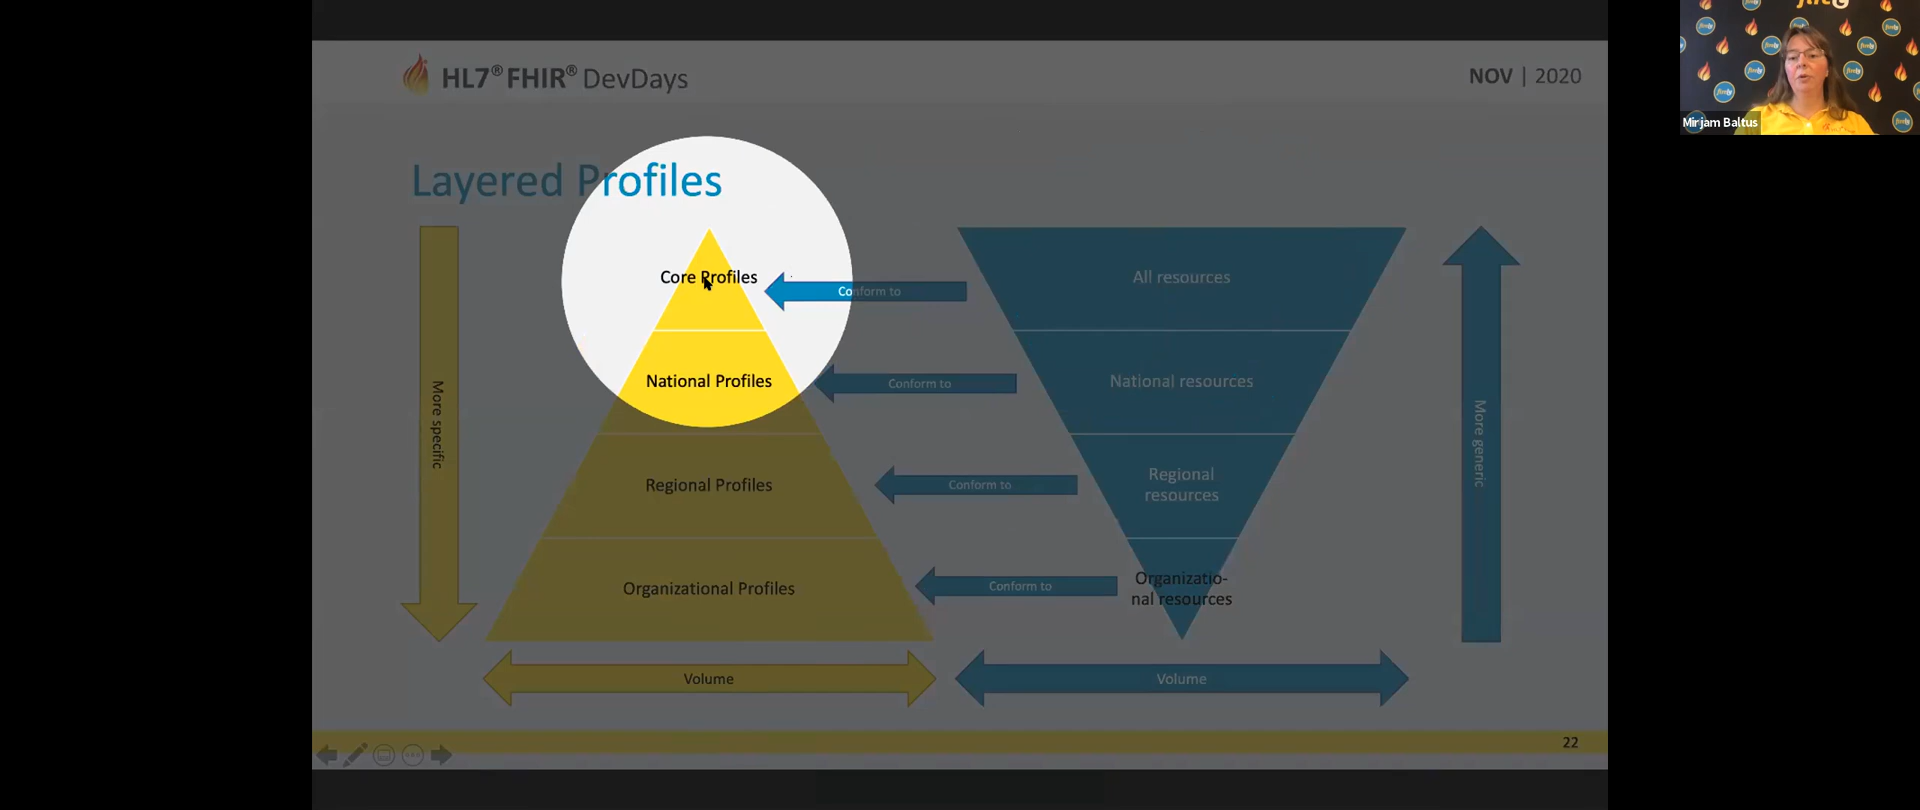 HL7® FHIR® DevDays
NOV | 2020
Mirjam Baltus
Layered Profiles
Core Profiles
Conform to
All resources
National Profiles
Conform to
National resources
More specific
More generic
Regional Profiles
Conform to
Regional
resources
Organizational Profiles
Conform to
Organizatio-
nal resources
Volume
Volume
22